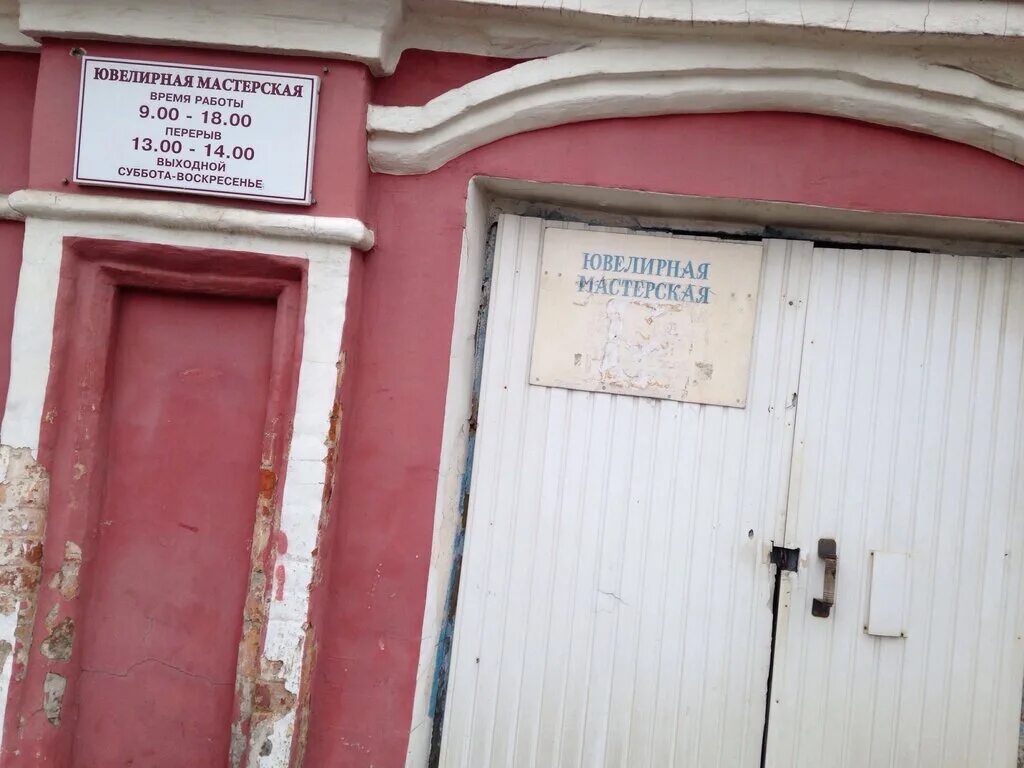 ЮВЕЛИРНАЯ МАСТЕРСКАЯ
ВРЕМЯ РАБОТЫ
9.00 - 18.00
ПЕРЕРЫВ
13.00 - 14.00
ВЫХОДНОЙ
СУББОТА-ВОСКРЕСЕНЬЕ
ЮВЕЛИРНАЯ
МАСТЕРСКАЯ